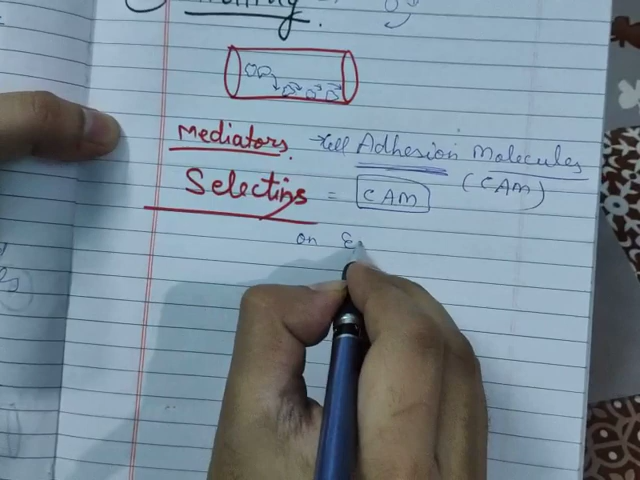 Mediators. → Cell Adhesion Molecules
Selectins = CAM (CAM)
on E